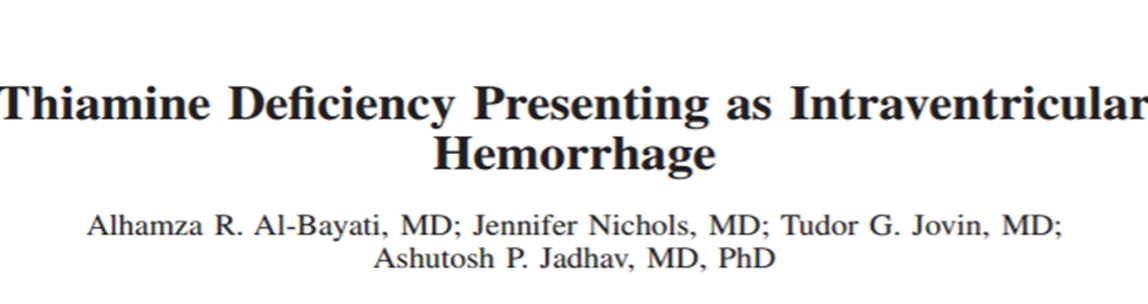 Thiamine Deficiency Presenting as Intraventricular
Hemorrhage
Alhamza R. Al-Bayati, MD; Jennifer Nichols, MD; Tudor G. Jovin, MD;
Ashutosh P. Jadhav, MD, PhD